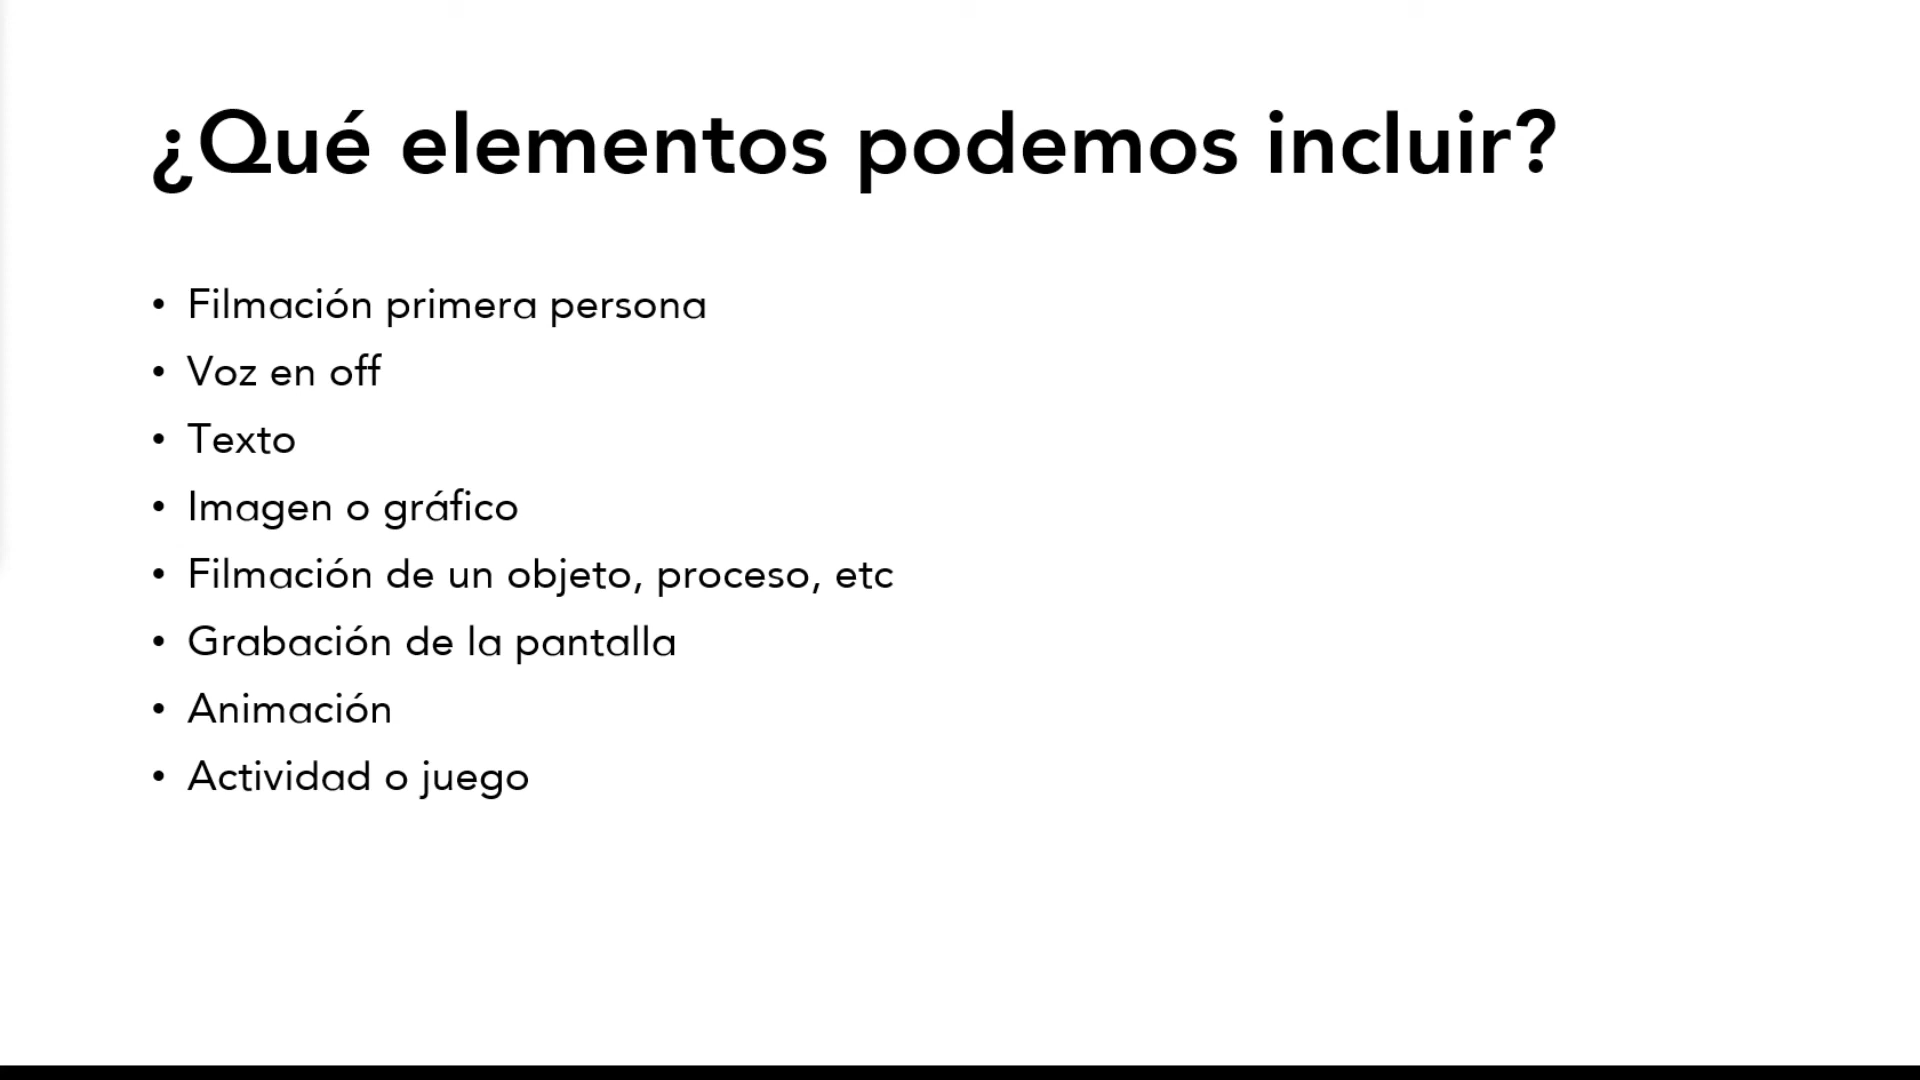 ¿Qué elementos podemos incluir?
• Filmación primera persona
• Voz en off
• Texto
• Imagen o gráfico
• Filmación de un objeto, proceso, etc
• Grabación de la pantalla
• Animación
• Actividad o juego